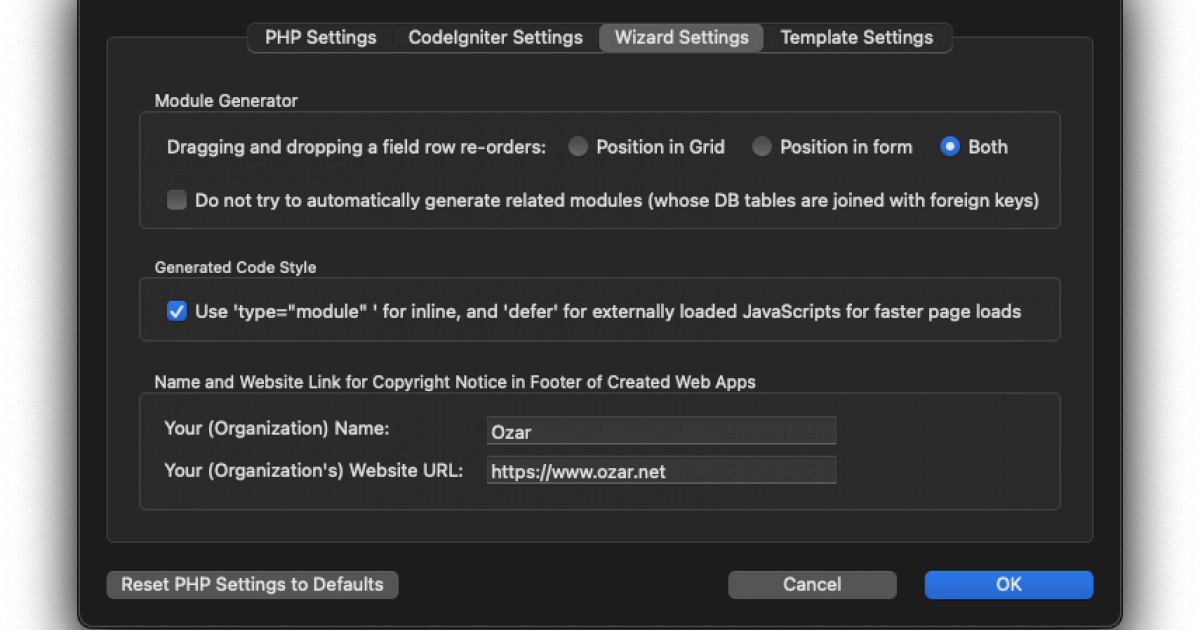 PHP Settings CodeIgniter Settings Wizard Settings Template Settings
Module Generator
Dragging and dropping a field row re-orders: Position in Grid Position in form Both
Do not try to automatically generate related modules (whose DB tables are joined with foreign keys)
Generated Code Style
Use 'type="module" ' for inline, and 'defer' for externally loaded JavaScripts for faster page loads
Name and Website Link for Copyright Notice in Footer of Created Web Apps
Your (Organization) Name: Ozar
Your (Organization's) Website URL: https://www.ozar.net
Reset PHP Settings to Defaults Cancel OK